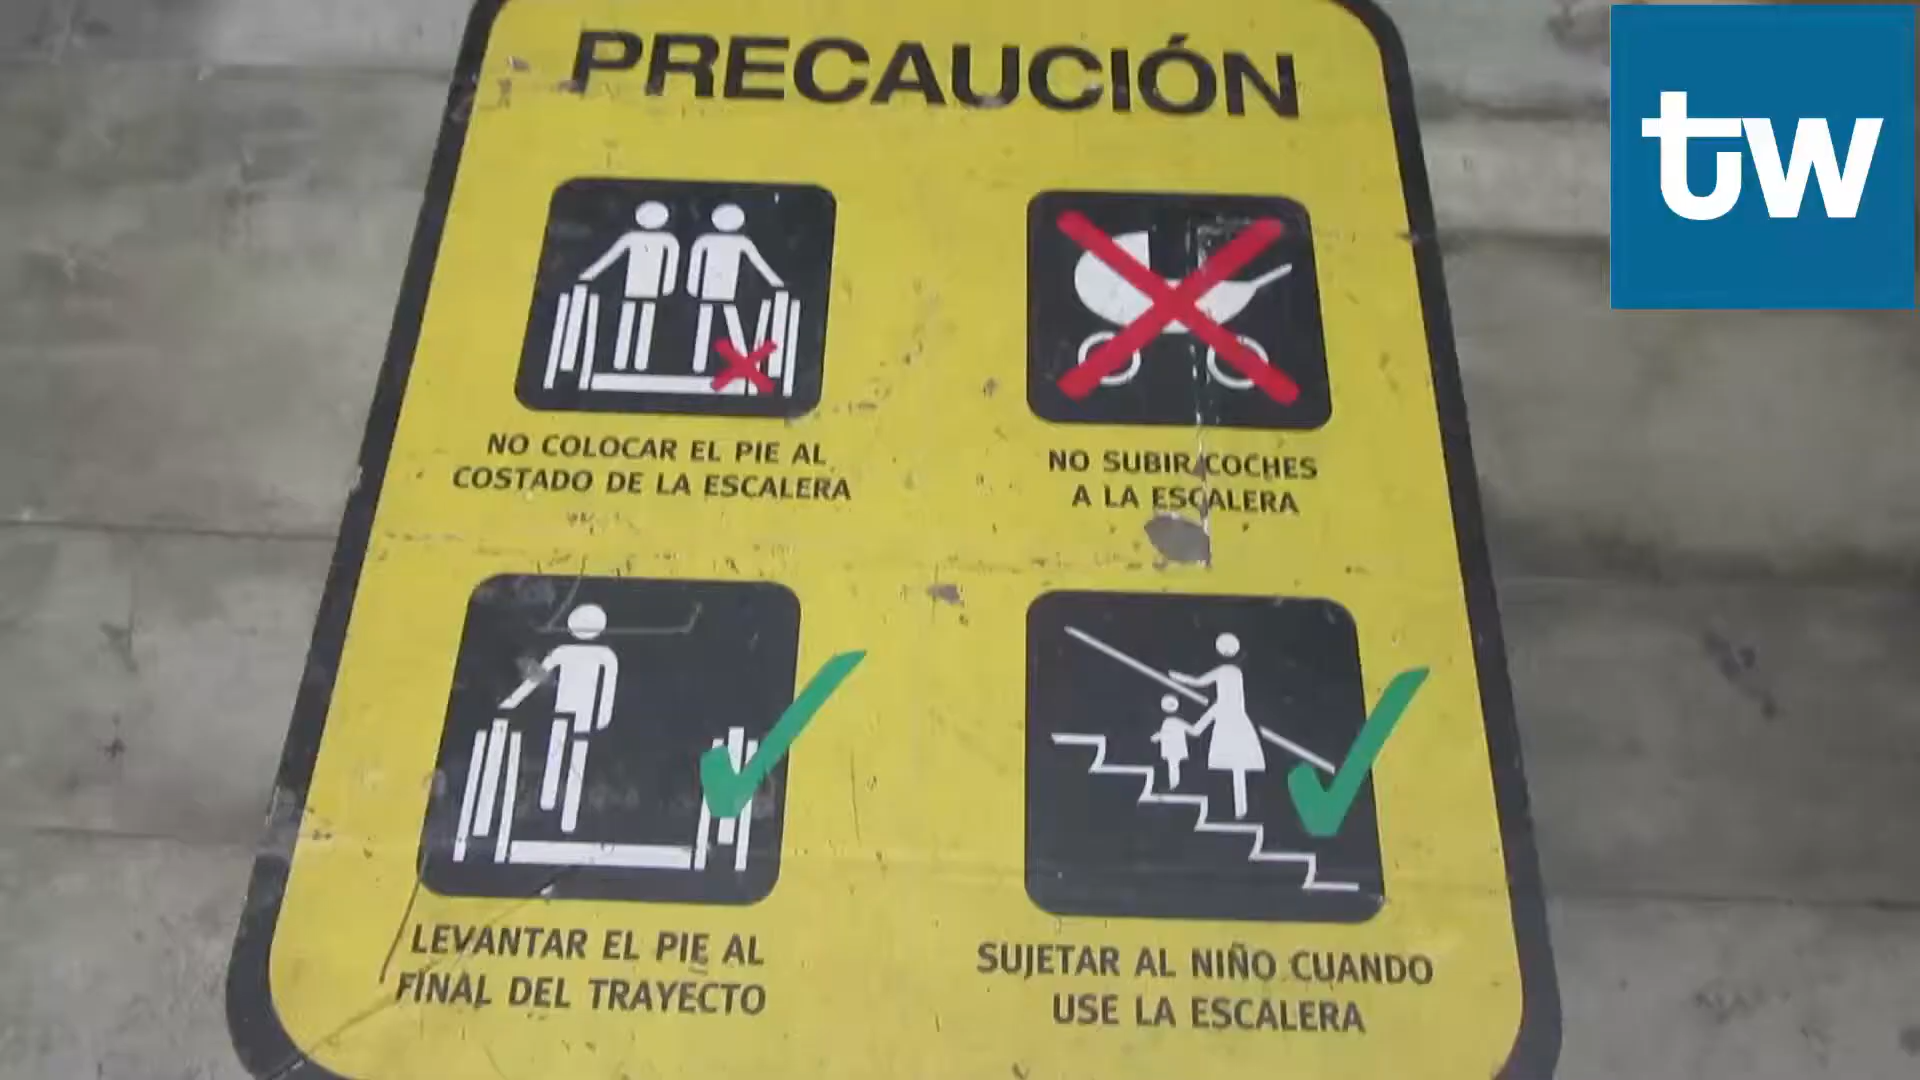 PRECAUCIÓN
tw
NO COLOCAR EL PIE AL
COSTADO DE LA ESCALERA
NO SUBIR COCHES
A LA ESCALERA
LEVANTAR EL PIE AL
FINAL DEL TRAYECTO
SUJETAR AL NIÑO CUANDO
USE LA ESCALERA